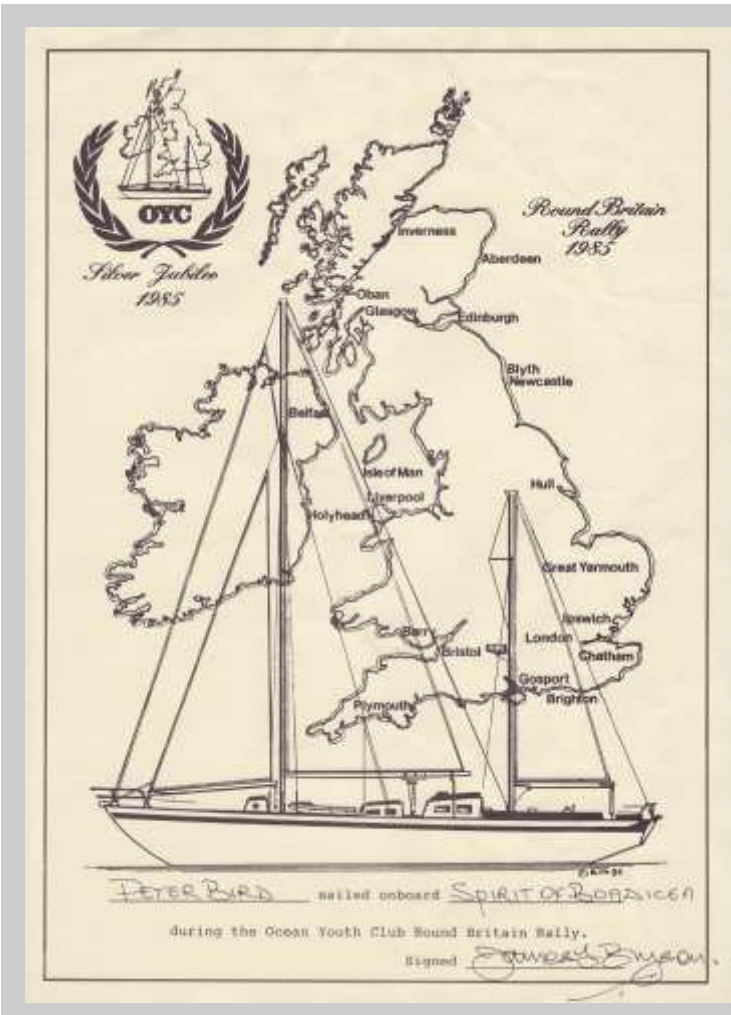 OYC
Silver Jubilee
1985
Round Britain
Rally
1985
Inverness
Aberdeen
Oban
Glasgow
Edinburgh
Blyth
Newcastle
Belfast
Isle of Man
Hull
Liverpool
Holyhead
Great Yarmouth
Ipswich
Barry
London
Bristol
Chatham
Gosport
Plymouth
Brighton
PETER BIRD sailed onboard SPIRIT OF BOADICEA
during the Ocean Youth Club Round Britain Rally.
Signed